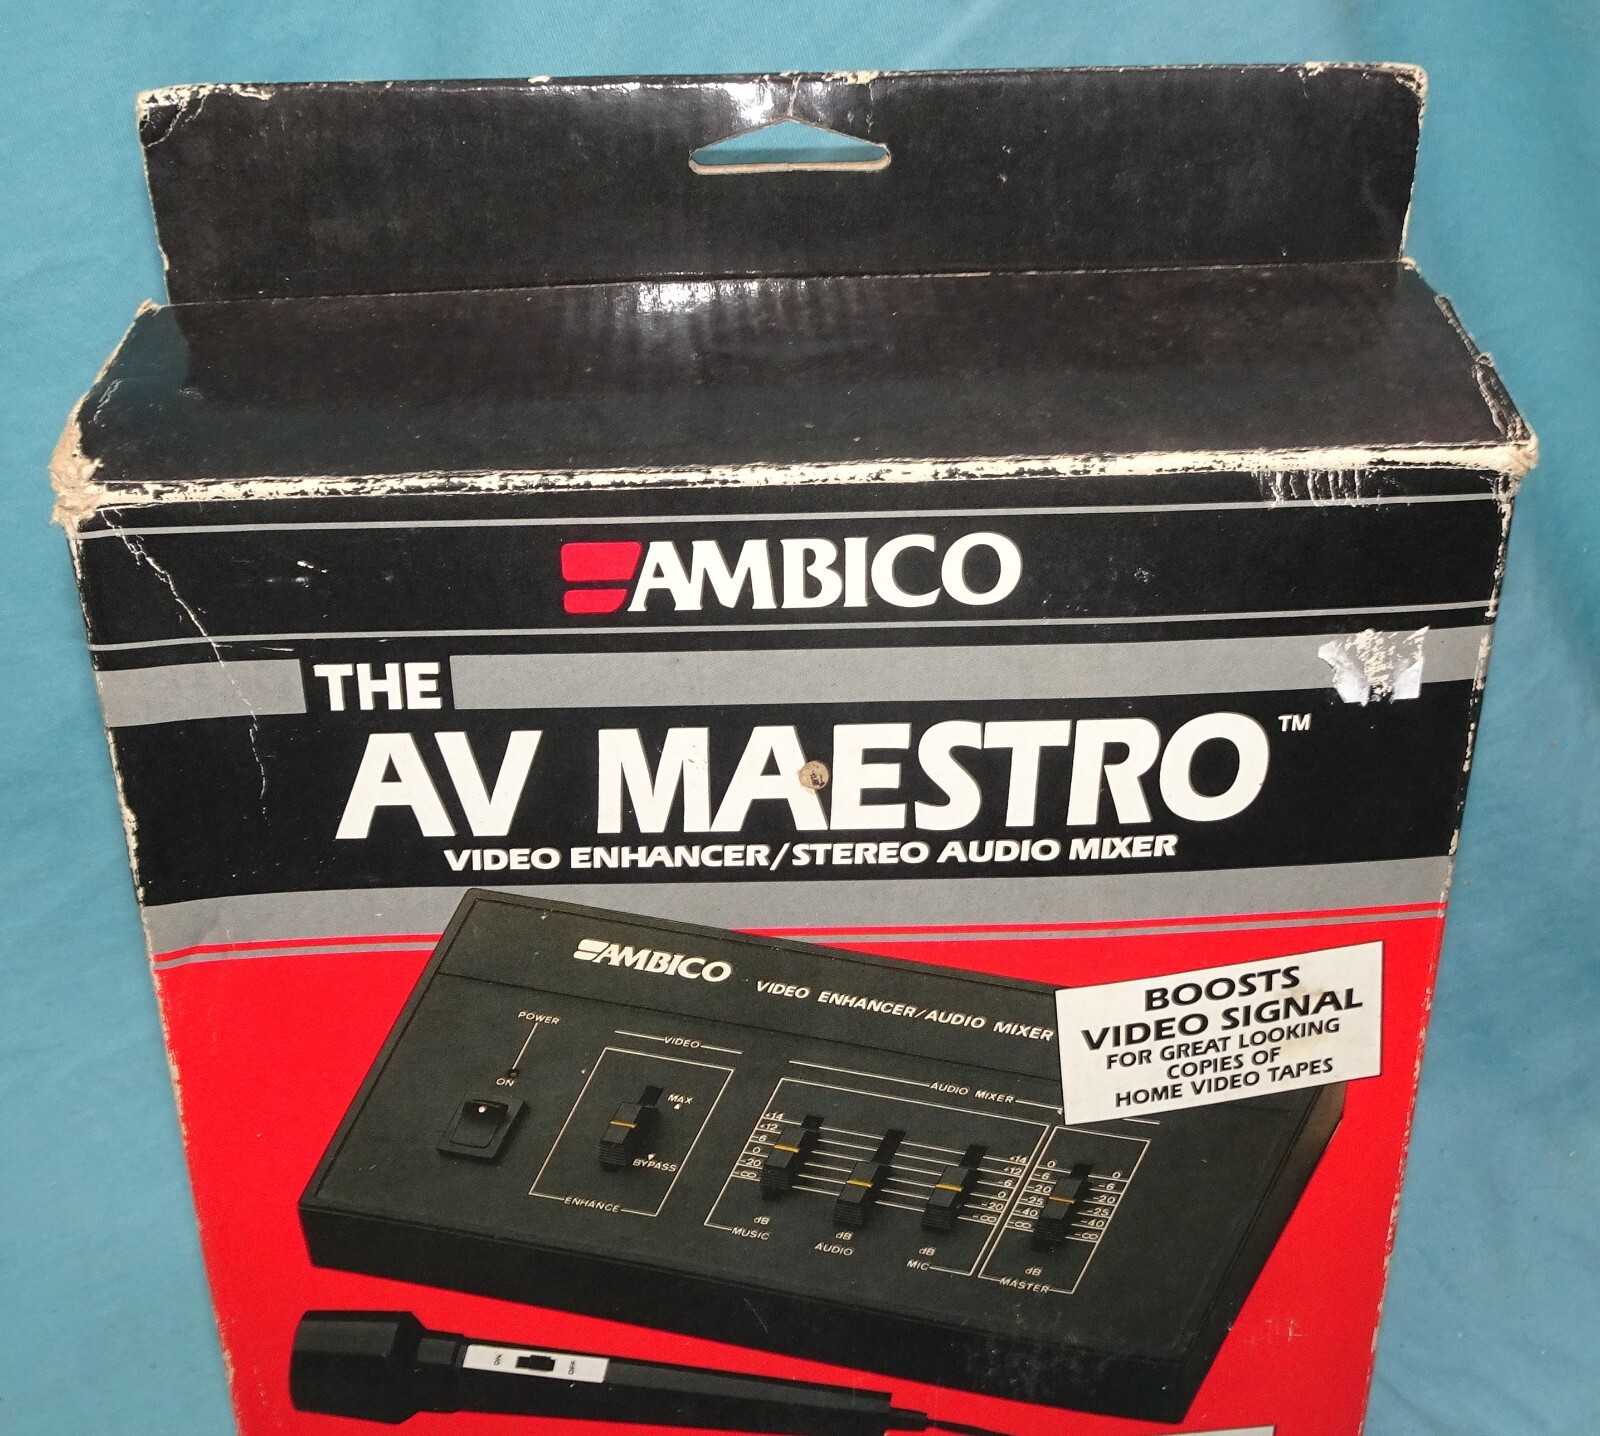 AMBICO
THE
AV MAESTRO™
VIDEO ENHANCER/STEREO AUDIO MIXER
AMBICO VIDEO ENHANCER/AUDIO MIXER
BOOSTS
VIDEO SIGNAL
FOR GREAT LOOKING
COPIES OF
HOME VIDEO TAPES
POWER
ON
VIDEO
MAX
BYPASS
ENHANCE
AUDIO MIXER
+14
+12
-6
0
-20
-∞
+14
+12
-6
0
-20
-∞
0
-6
-20
-25
-40
-∞
0
-6
-20
-25
-40
-∞
dB
MUSIC
dB
AUDIO
dB
MIC
dB
MASTER
ON
OFF